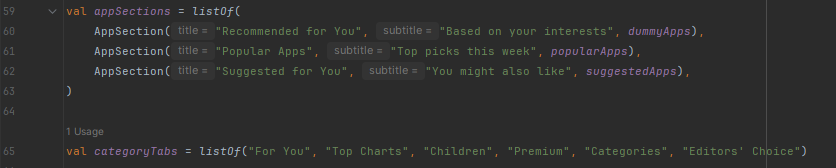 59 val appSections = listOf(
60 AppSection( title = "Recommended for You", subtitle = "Based on your interests", dummyApps),
61 AppSection( title = "Popular Apps", subtitle = "Top picks this week", popularApps),
62 AppSection( title = "Suggested for You", subtitle = "You might also like", suggestedApps),
63 )
64
1 Usage
65 val categoryTabs = listOf("For You", "Top Charts", "Children", "Premium", "Categories", "Editors' Choice")